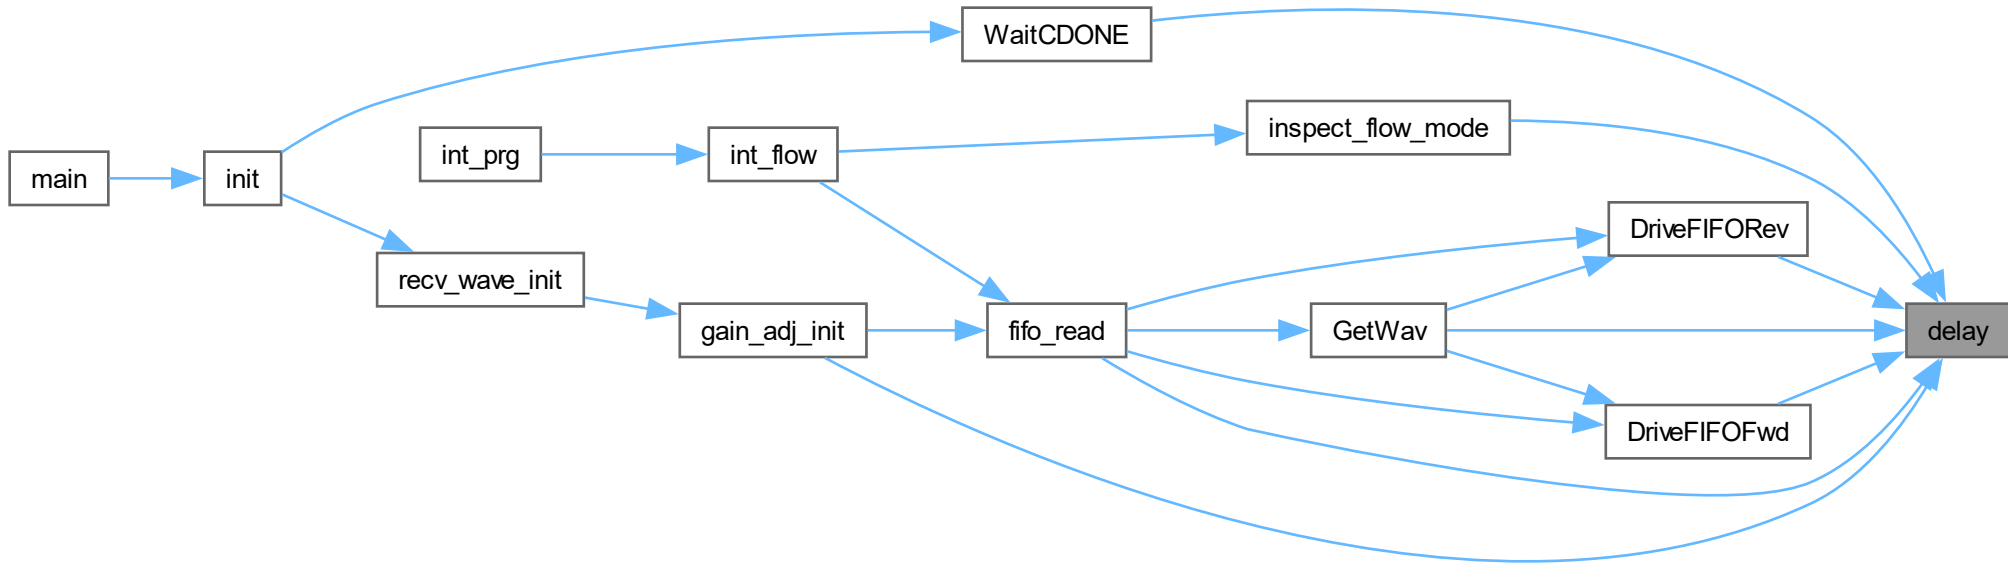 WaitCDONE
inspect_flow_mode
int_prg
int_flow
main
init
DriveFIFORev
recv_wave_init
gain_adj_init
fifo_read
GetWav
delay
DriveFIFOFwd